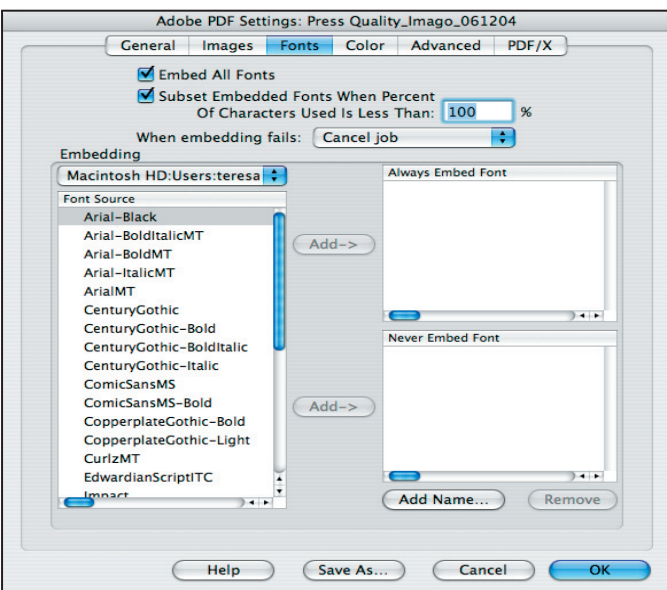 Adobe PDF Settings: Press Quality_Imago_061204
General Images Fonts Color Advanced PDF/X
Embed All Fonts
Subset Embedded Fonts When Percent
Of Characters Used Is Less Than: 100 %
When embedding fails: Cancel job
Embedding
Macintosh HD:Users:teresa
Font Source
Arial-Black
Arial-BoldItalicMT
Arial-BoldMT
Arial-ItalicMT
ArialMT
CenturyGothic
CenturyGothic-Bold
CenturyGothic-BoldItalic
CenturyGothic-Italic
ComicSansMS
ComicSansMS-Bold
CopperplateGothic-Bold
CopperplateGothic-Light
CurlzMT
EdwardianScriptITC
Impact
Add->
Add->
Always Embed Font
Never Embed Font
Add Name... Remove
Help Save As... Cancel OK